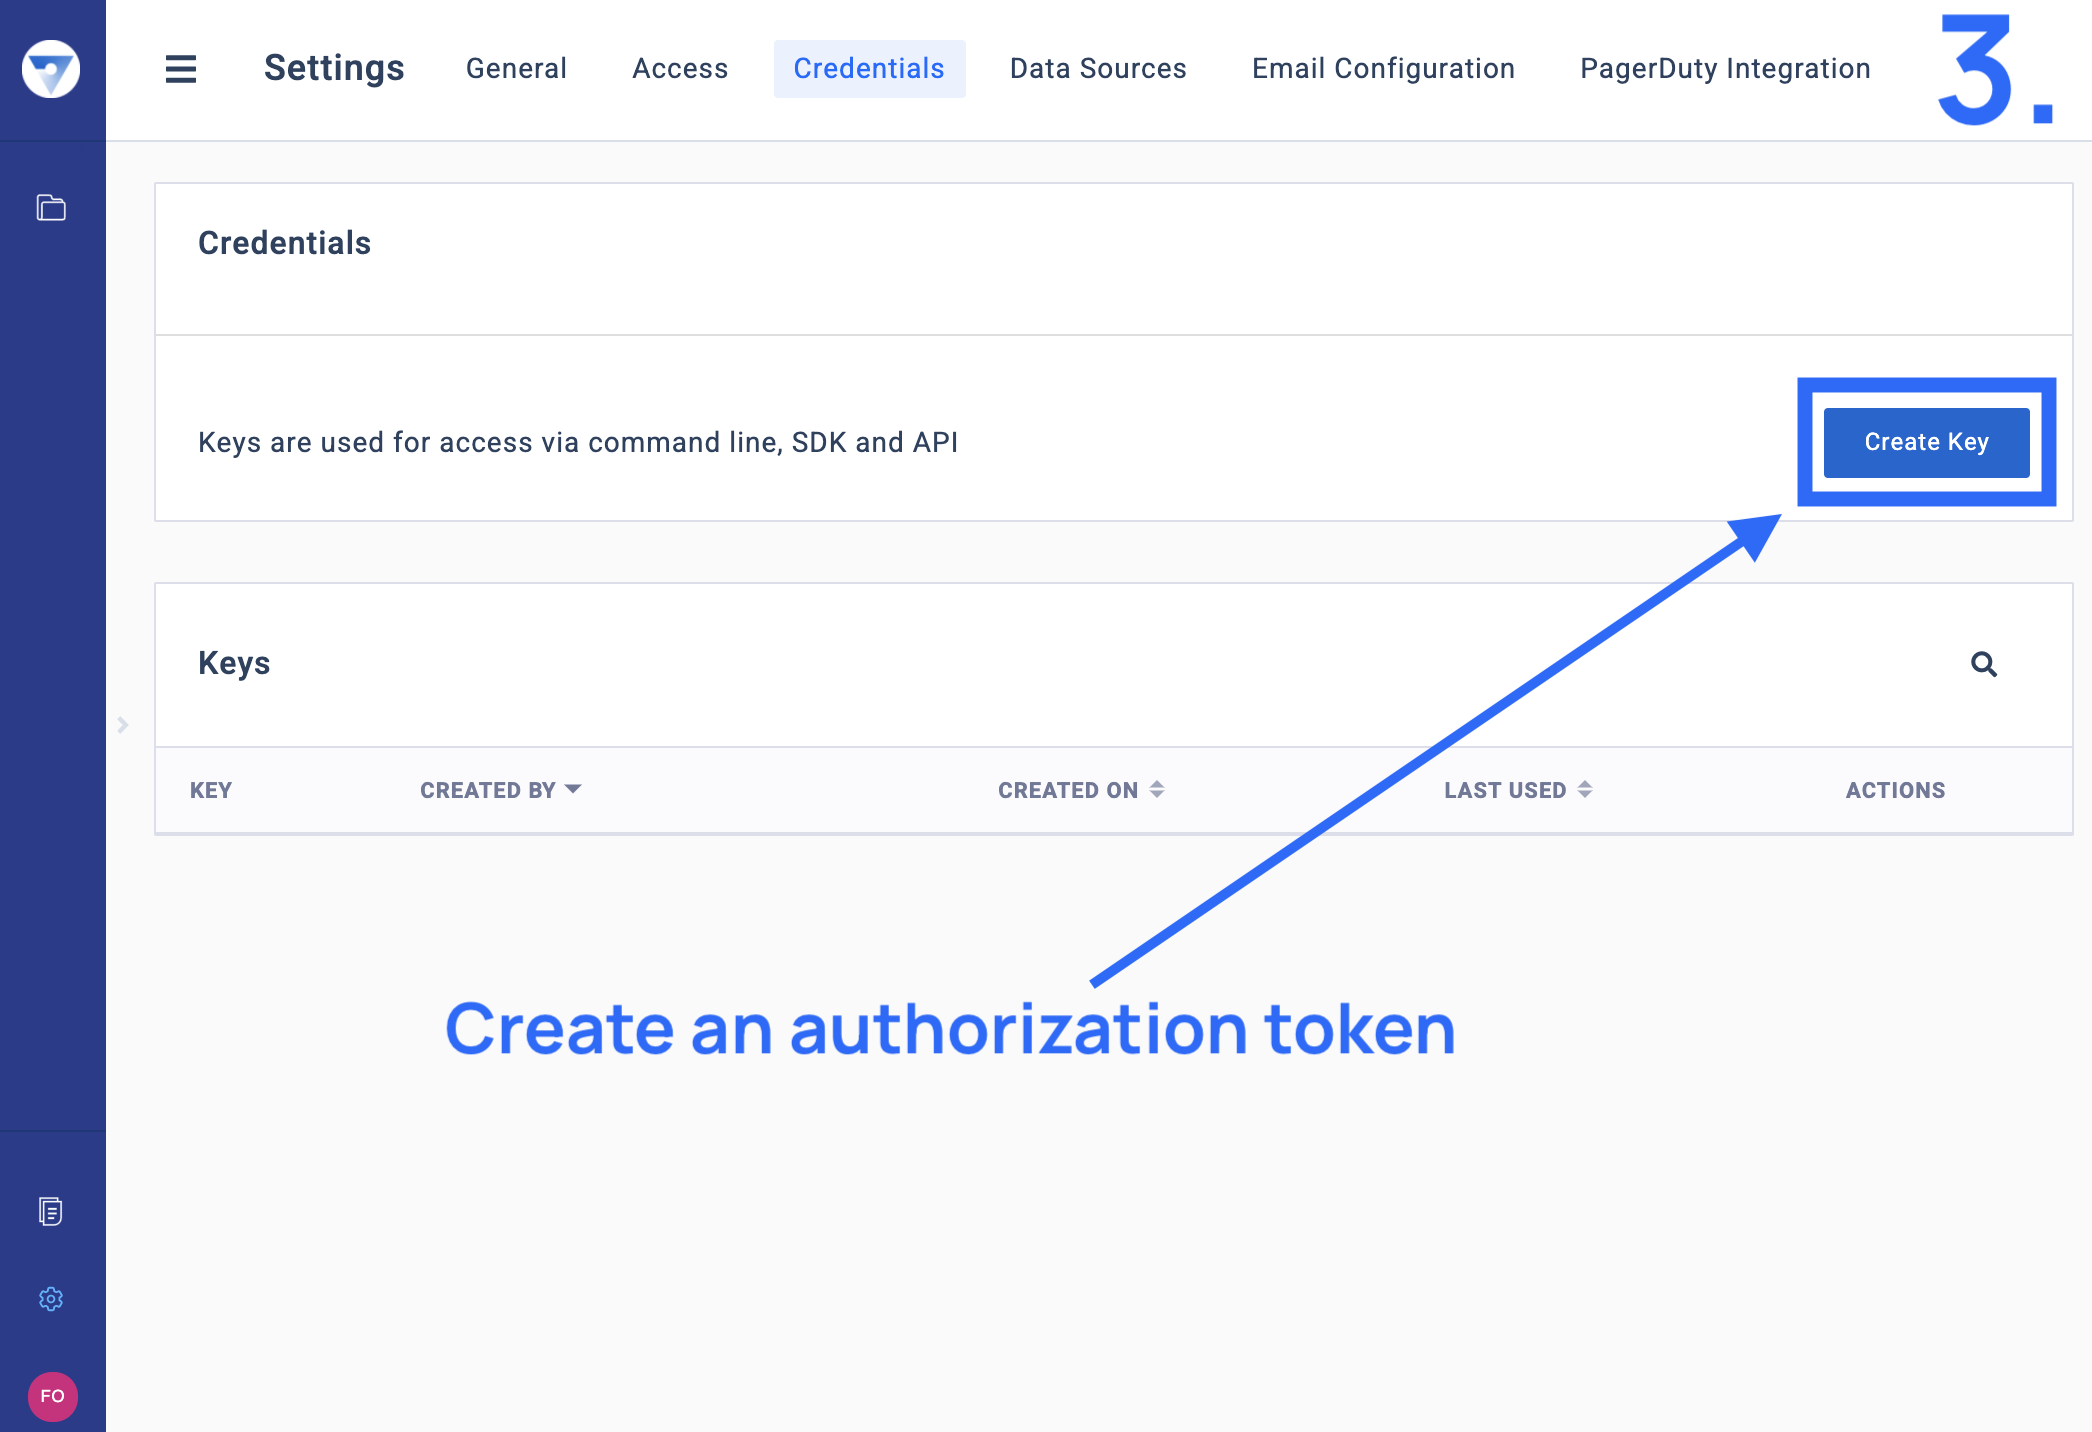 Settings General Access Credentials Data Sources Email Configuration PagerDuty Integration 3.
Credentials
Keys are used for access via command line, SDK and API
Create Key
Keys
KEY CREATED BY CREATED ON LAST USED ACTIONS
Create an authorization token
FO